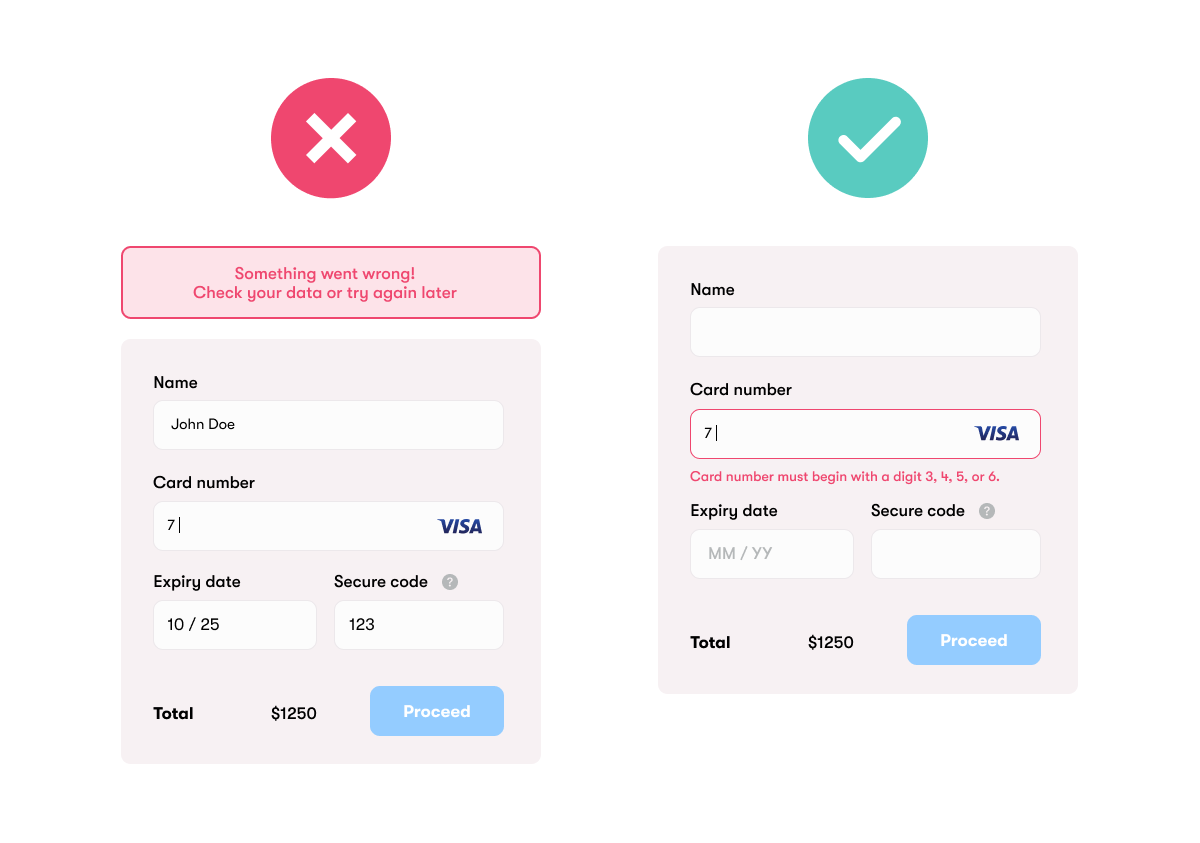 Something went wrong!
Check your data or try again later
Name
John Doe
Card number
7
VISA
Expiry date
Secure code ?
10 / 25
123
Total
$1250
Proceed
Name
Card number
7
VISA
Card number must begin with a digit 3, 4, 5, or 6.
Expiry date
Secure code ?
MM / YY
Total
$1250
Proceed